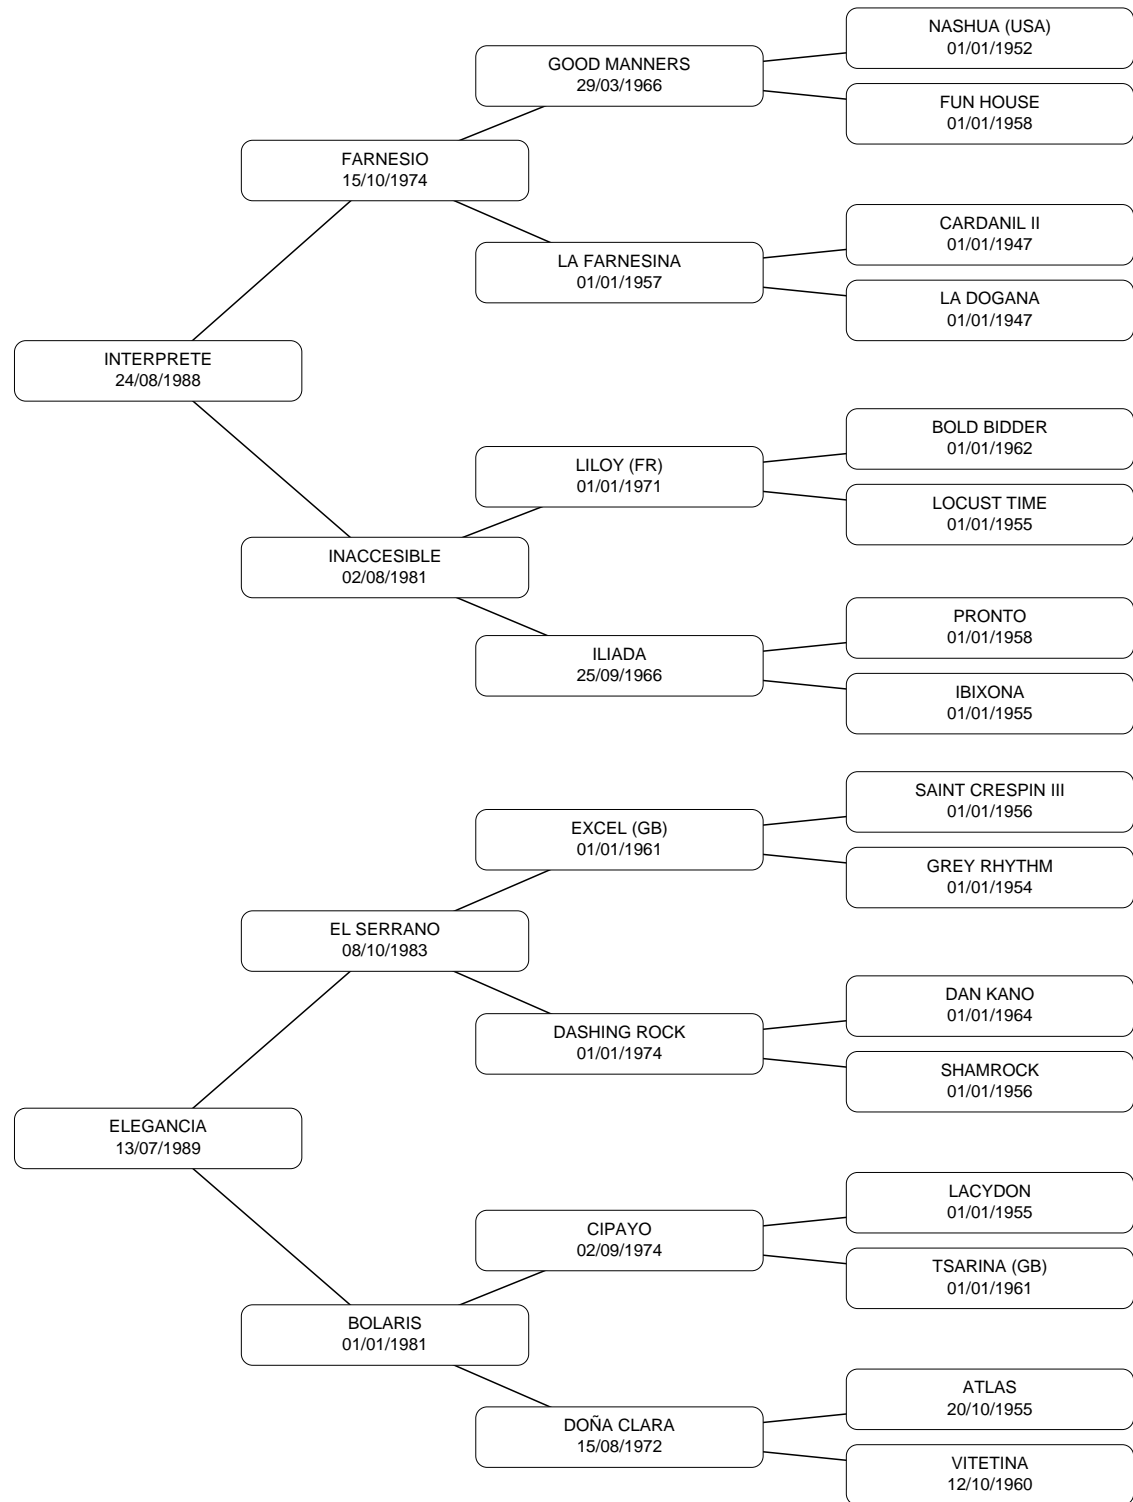 NASHUA (USA)
01/01/1952
GOOD MANNERS
29/03/1966
FUN HOUSE
01/01/1958
FARNESIO
15/10/1974
CARDANIL II
01/01/1947
LA FARNESINA
01/01/1957
LA DOGANA
01/01/1947
INTERPRETE
24/08/1988
BOLD BIDDER
01/01/1962
LILOY (FR)
01/01/1971
LOCUST TIME
01/01/1955
INACCESIBLE
02/08/1981
PRONTO
01/01/1958
ILIADA
25/09/1966
IBIXONA
01/01/1955
SAINT CRESPIN III
01/01/1956
EXCEL (GB)
01/01/1961
GREY RHYTHM
01/01/1954
EL SERRANO
08/10/1983
DAN KANO
01/01/1964
DASHING ROCK
01/01/1974
SHAMROCK
01/01/1956
ELEGANCIA
13/07/1989
LACYDON
01/01/1955
CIPAYO
02/09/1974
TSARINA (GB)
01/01/1961
BOLARIS
01/01/1981
ATLAS
20/10/1955
DOÑA CLARA
15/08/1972
VITETINA
12/10/1960